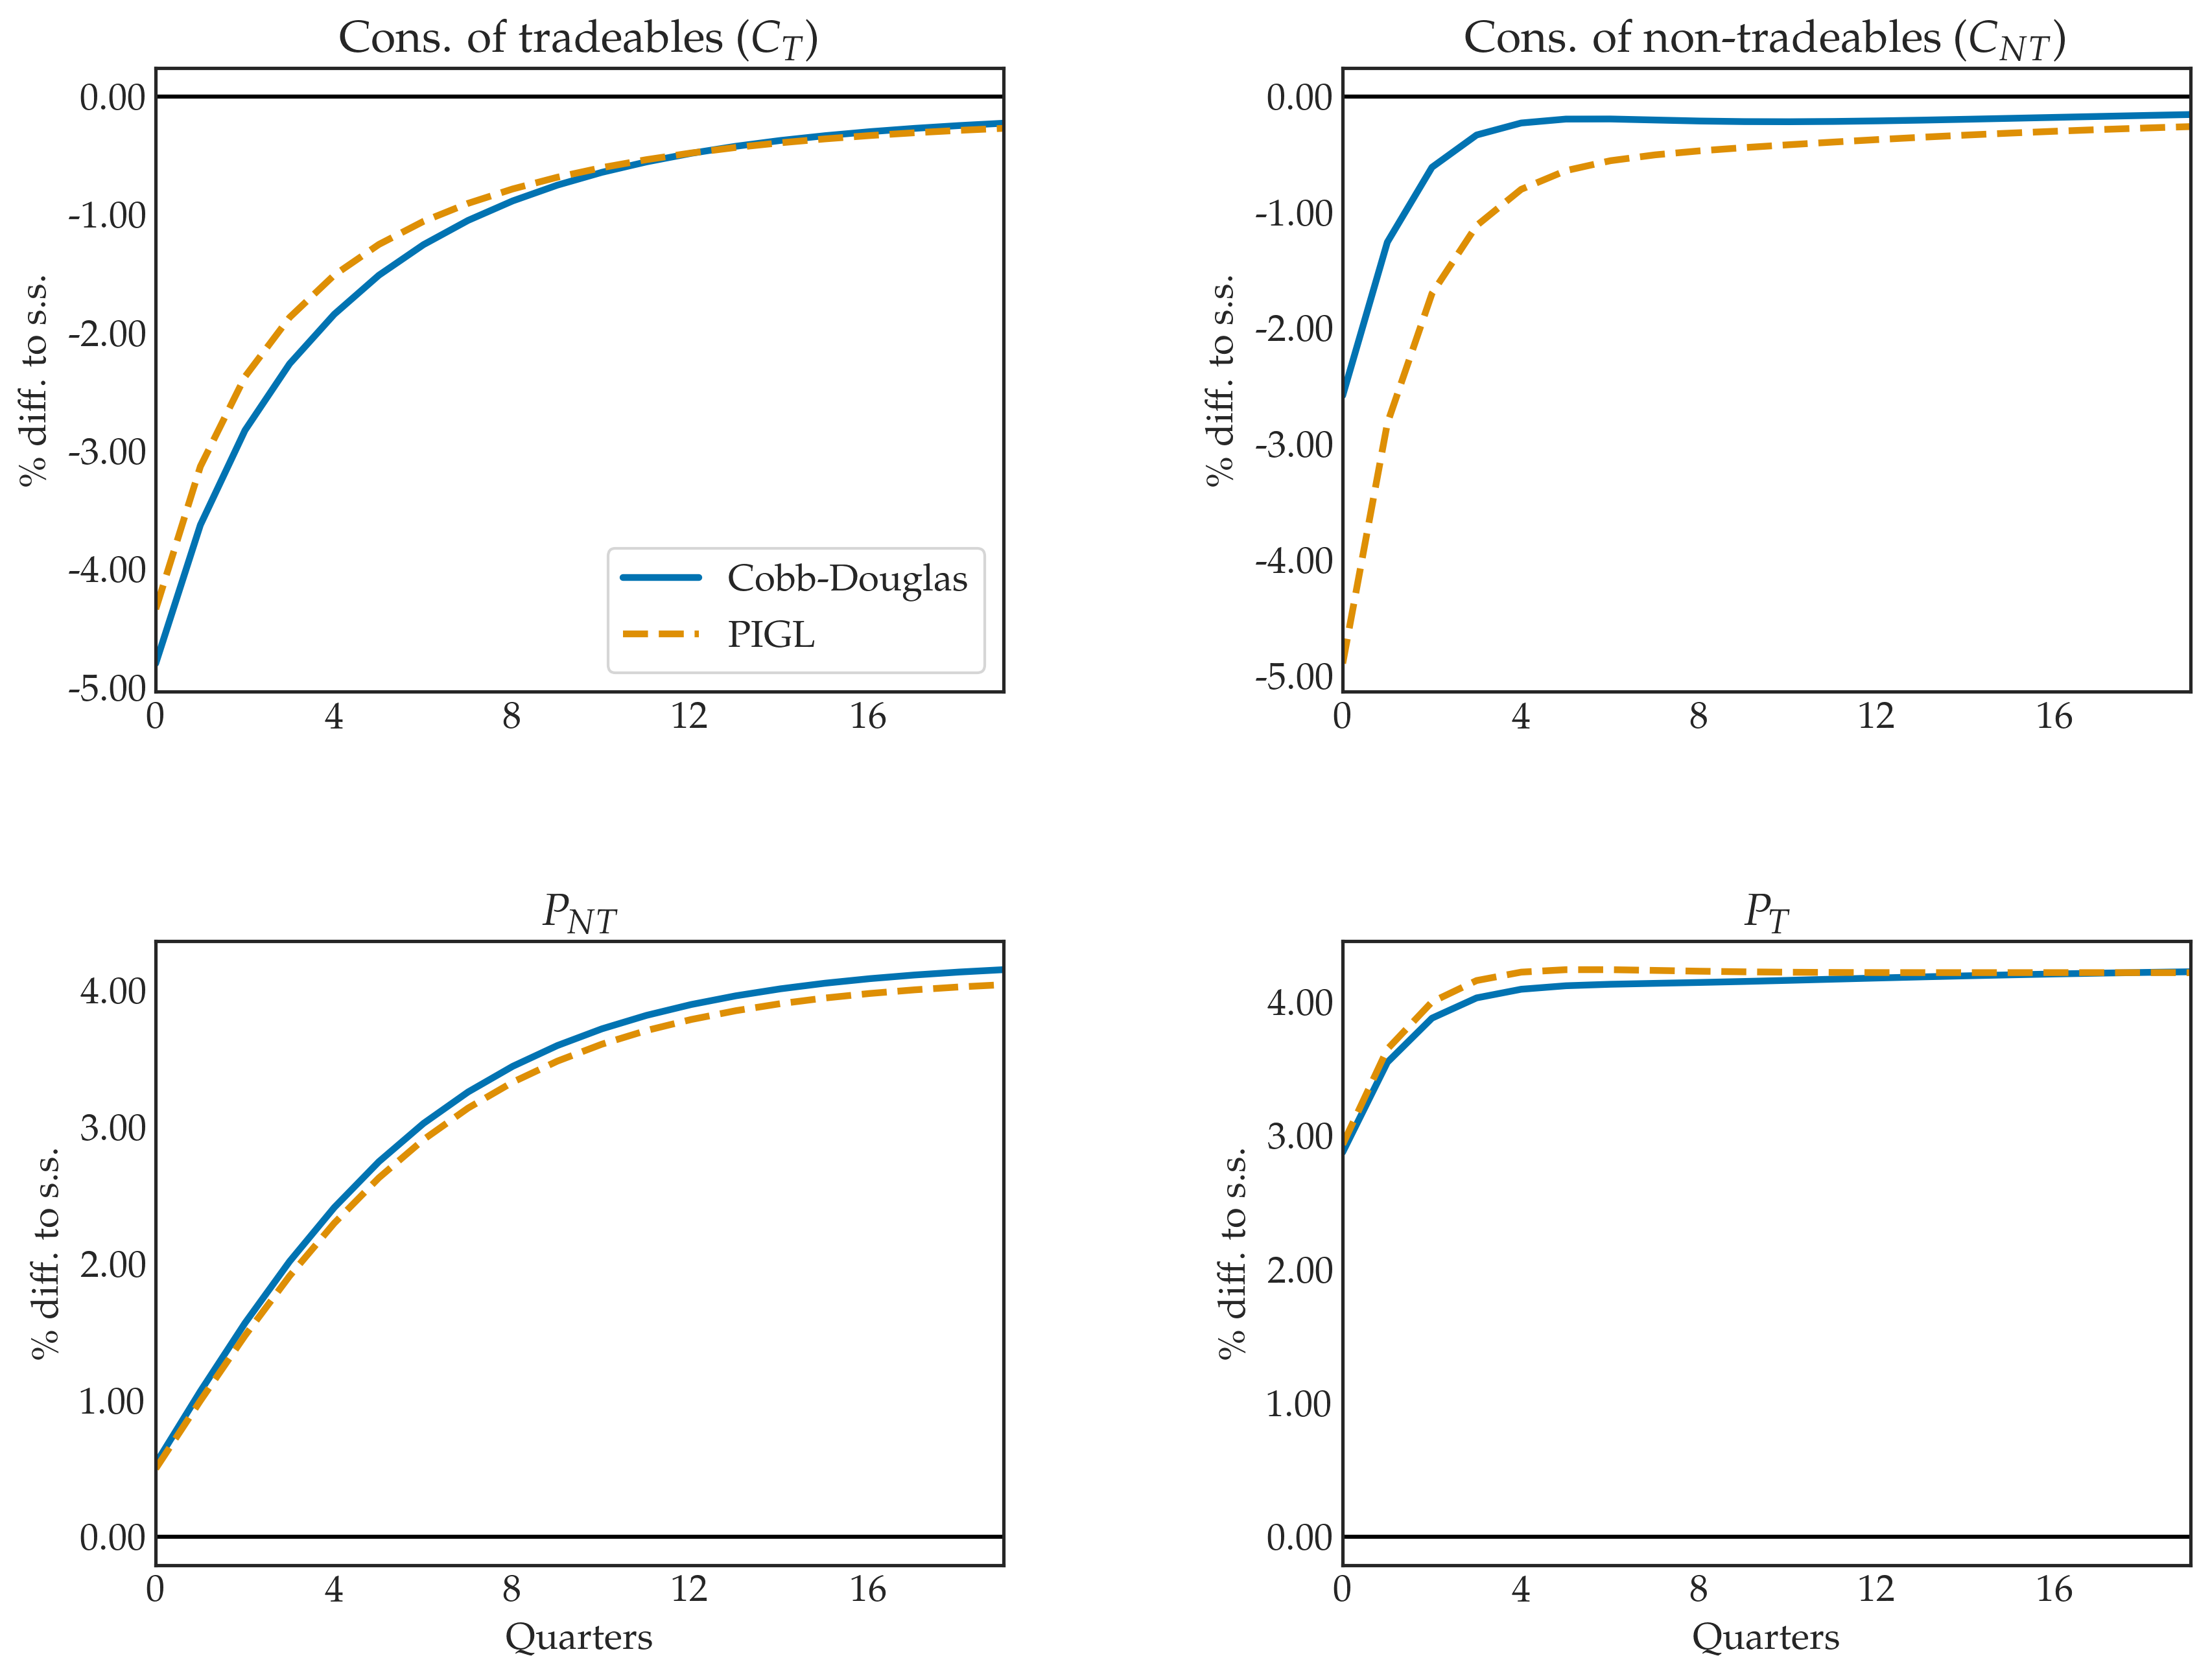 Cons. of tradeables (C_T)
% diff. to s.s.
0.00
-1.00
-2.00
-3.00
-4.00
-5.00
0 4 8 12 16
Cobb-Douglas
PIGL
Cons. of non-tradeables (C_NT)
% diff. to s.s.
0.00
-1.00
-2.00
-3.00
-4.00
-5.00
0 4 8 12 16
P_NT
% diff. to s.s.
4.00
3.00
2.00
1.00
0.00
0 4 8 12 16
Quarters
P_T
% diff. to s.s.
4.00
3.00
2.00
1.00
0.00
0 4 8 12 16
Quarters